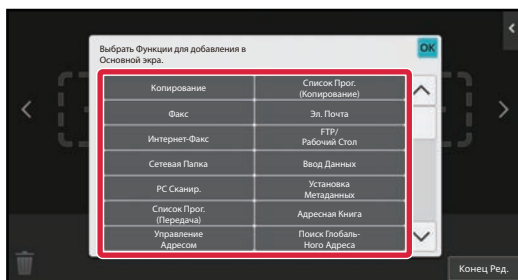 Выбрать Функции для добавления в
Основной экра.
OK
Копирование
Список Прог.
(Копирование)
Факс
Эл. Почта
Интернет-Факс
FTP/
Рабочий Стол
Сетевая Папка
Ввод Данных
PC Сканир.
Установка
Метаданных
Список Прог.
(Передача)
Адресная Книга
Управление
Адресом
Поиск Глобаль-
Ного Адреса
Конец Ред.